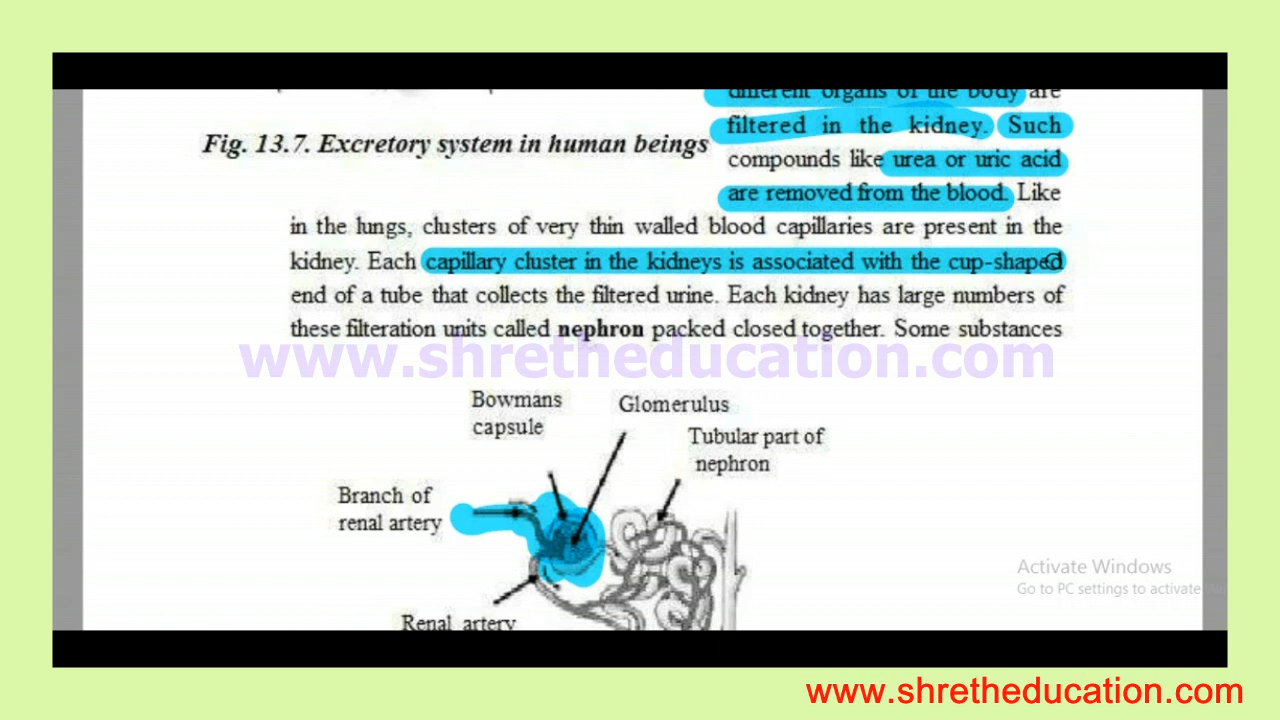 different organs of the body are
filtered in the kidney. Such
Fig. 13.7. Excretory system in human beings
compounds like urea or uric acid
are removed from the blood. Like
in the lungs, clusters of very thin walled blood capillaries are present in the
kidney. Each capillary cluster in the kidneys is associated with the cup-shaped
end of a tube that collects the filtered urine. Each kidney has large numbers of
these filteration units called nephron packed closed together. Some substances
www.shretheducation.com
Bowmans
capsule
Glomerulus
Tubular part of
nephron
Branch of
renal artery
Renal artery
Activate Windows
Go to PC settings to activate
www.shretheducation.com